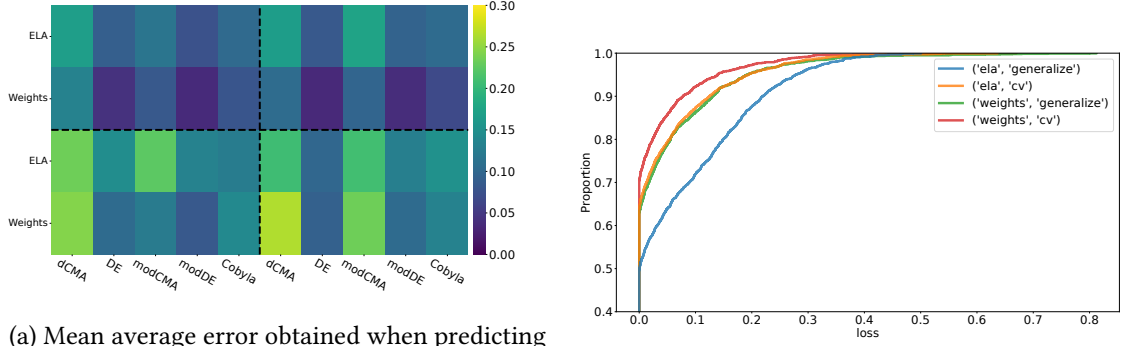 ELA
Weights
ELA
Weights
dCMA DE modCMA modDE Cobyla dCMA DE modCMA modDE Cobyla
0.30
0.25
0.20
0.15
0.10
0.05
0.00
(a) Mean average error obtained when predicting
1.0
0.9
0.8
0.7
0.6
0.5
0.4
Proportion
('ela', 'generalize')
('ela', 'cv')
('weights', 'generalize')
('weights', 'cv')
0.0 0.1 0.2 0.3 0.4 0.5 0.6 0.7 0.8
loss